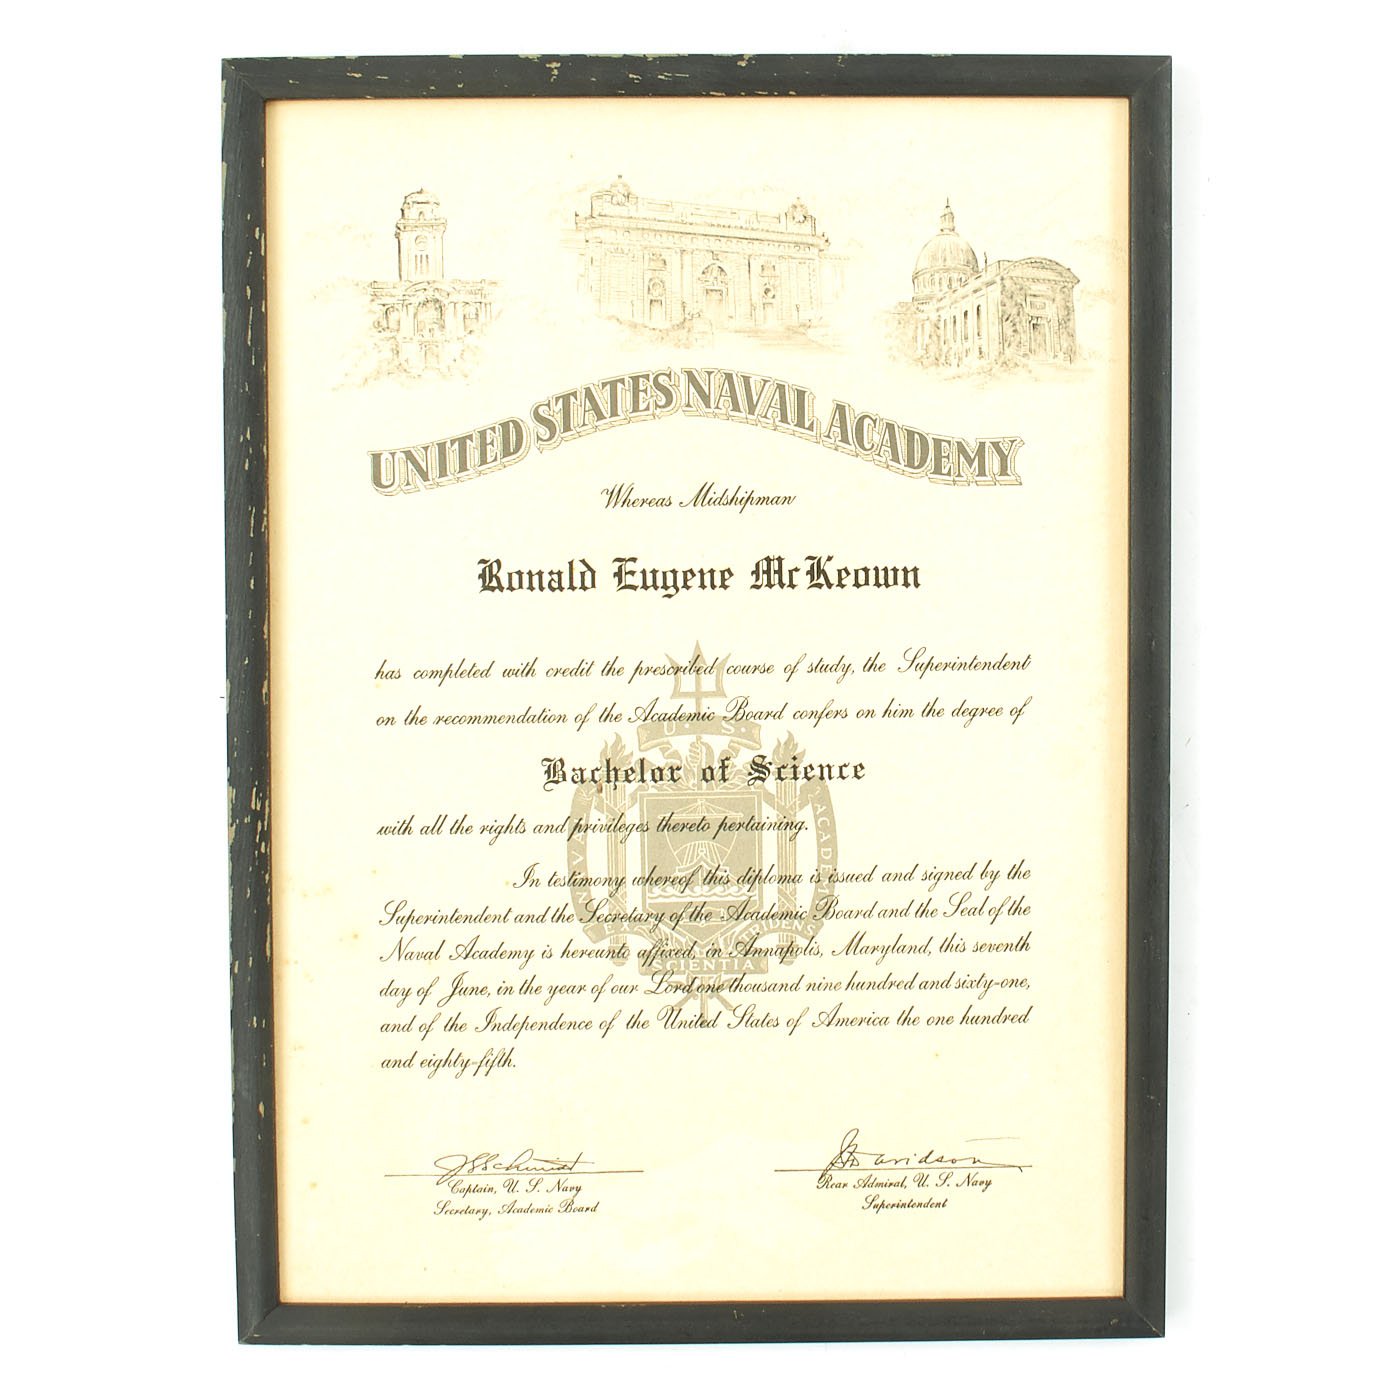 UNITED STATES NAVAL ACADEMY
Whereas Midshipman
Ronald Eugene McKeown
has completed with credit the prescribed course of study, the Superintendent
on the recommendation of the Academic Board confers on him the degree of
U·S·
Bachelor of Science
NAVAL ACADEMY
with all the rights and privileges thereto pertaining.
In testimony whereof this diploma is issued and signed by the
Superintendent and the Secretary of the Academic Board and the Seal of the
EX TRIDENS
Naval Academy is hereunto affixed, in Annapolis, Maryland, this seventh
SCIENTIA
day of June, in the year of our Lord one thousand nine hundred and sixty-one,
and of the Independence of the United States of America the one hundred
and eighty-fifth.
Captain, U. S. Navy
Secretary, Academic Board
Davidson
Rear Admiral, U. S. Navy
Superintendent